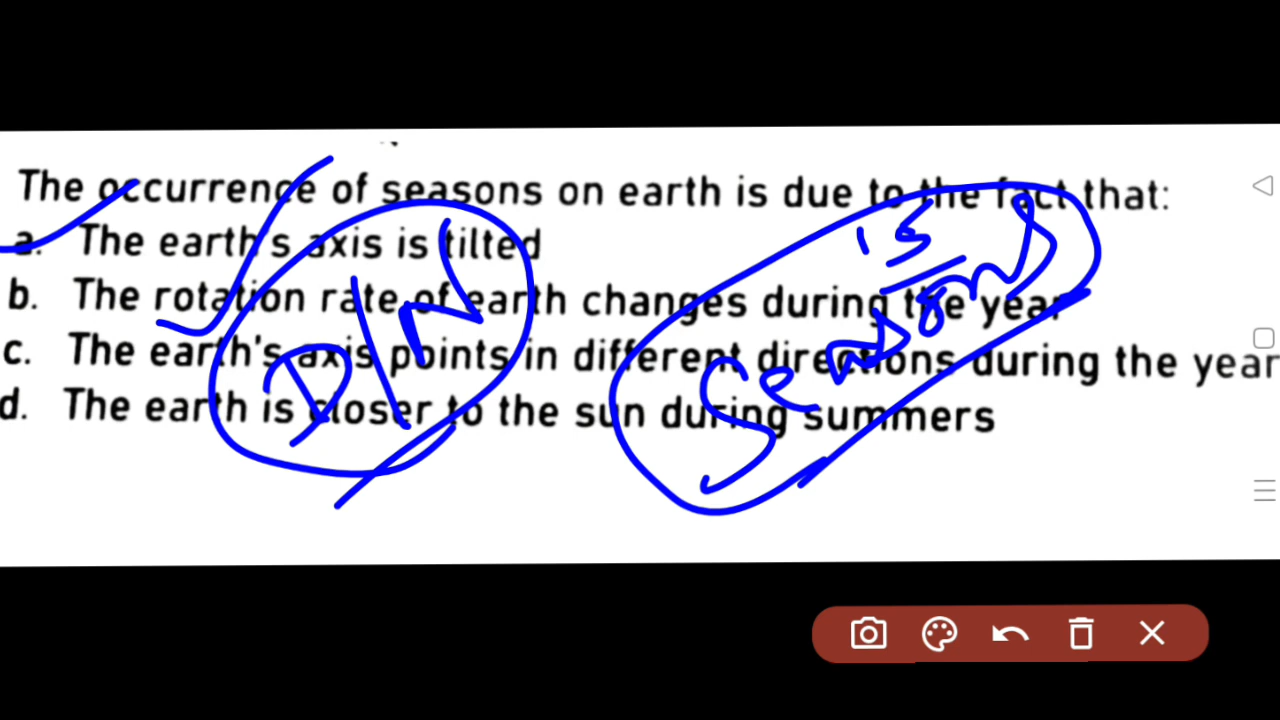 The occurrence of seasons on earth is due to the fact that:
a. The earth's axis is tilted
b. The rotation rate of earth changes during the year
c. The earth's axis points in different directions during the year
d. The earth is closer to the sun during summers
D/N
Seasons